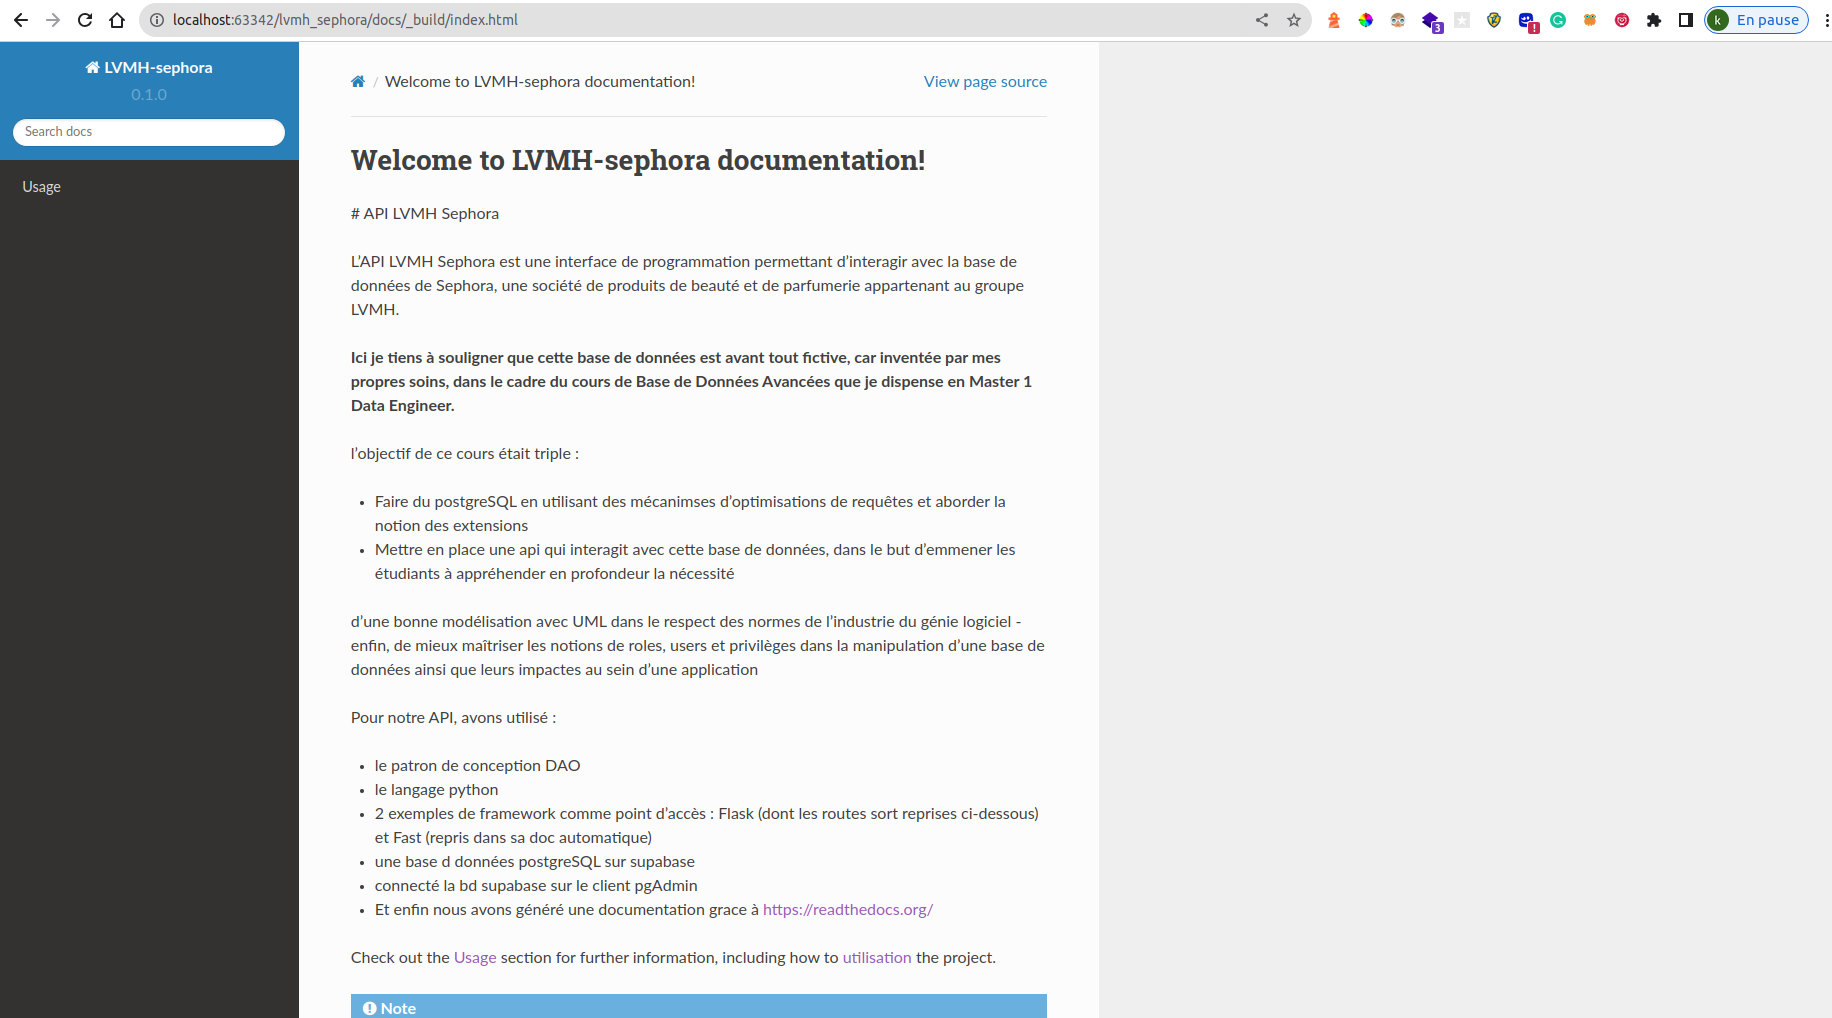 localhost:63342/lvmh_sephora/docs/_build/index.html
3
!
G
k
En pause
LVMH-sephora
0.1.0
Search docs
Usage
/ Welcome to LVMH-sephora documentation!
View page source
Welcome to LVMH-sephora documentation!
# API LVMH Sephora
L’API LVMH Sephora est une interface de programmation permettant d’interagir avec la base de
données de Sephora, une société de produits de beauté et de parfumerie appartenant au groupe
LVMH.
Ici je tiens à souligner que cette base de données est avant tout fictive, car inventée par mes
propres soins, dans le cadre du cours de Base de Données Avancées que je dispense en Master 1
Data Engineer.
l’objectif de ce cours était triple :
• Faire du postgreSQL en utilisant des mécanimses d’optimisations de requêtes et aborder la
notion des extensions
• Mettre en place une api qui interagit avec cette base de données, dans le but d’emmener les
étudiants à appréhender en profondeur la nécessité
d’une bonne modélisation avec UML dans le respect des normes de l’industrie du génie logiciel -
enfin, de mieux maîtriser les notions de roles, users et privilèges dans la manipulation d’une base de
données ainsi que leurs impactes au sein d’une application
Pour notre API, avons utilisé :
• le patron de conception DAO
• le langage python
• 2 exemples de framework comme point d’accès : Flask (dont les routes sort reprises ci-dessous)
et Fast (repris dans sa doc automatique)
• une base d données postgreSQL sur supabase
• connecté la bd supabase sur le client pgAdmin
• Et enfin nous avons généré une documentation grace à https://readthedocs.org/
Check out the Usage section for further information, including how to utilisation the project.
Note